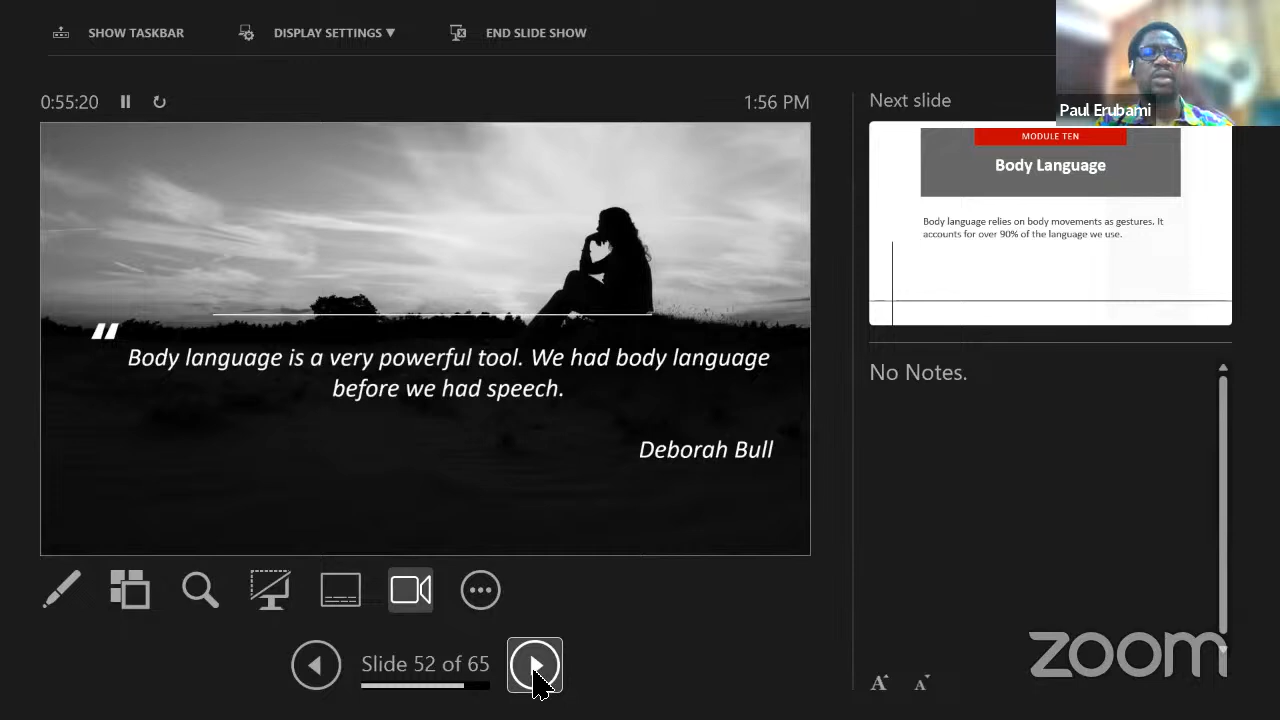 SHOW TASKBAR
DISPLAY SETTINGS ▼
END SLIDE SHOW
Paul Erubami
0:55:20
1:56 PM
Next slide
MODULE TEN
Body Language
Body language relies on body movements as gestures. It
accounts for over 90% of the language we use.
“
Body language is a very powerful tool. We had body language
before we had speech.
Deborah Bull
No Notes.
Slide 52 of 65
A A
zoom